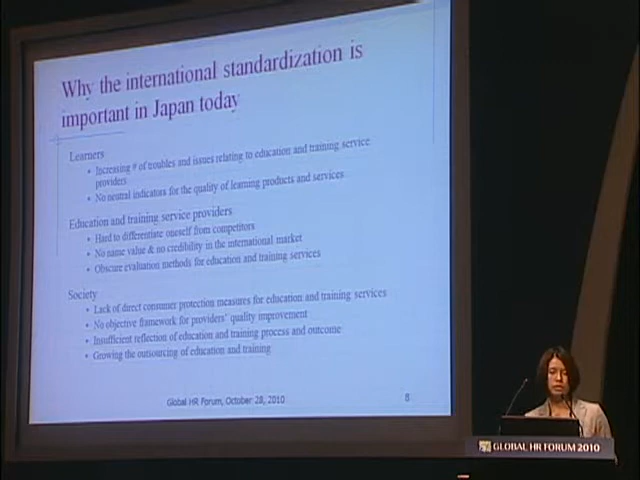 Why the international standardization is
important in Japan today
Learners
• Increasing # of troubles and issues relating to education and training service
providers
• No neutral indicators for the quality of learning products and services
Education and training service providers
• Hard to differentiate oneself from competitors
• No name value & no credibility in the international market
• Obscure evaluation methods for education and training services
Society
• Lack of direct consumer protection measures for education and training services
• No objective framework for providers' quality improvement
• Insufficient reflection of education and training process and outcome
• Growing the outsourcing of education and training
Global HR Forum, October 28, 2010
8
GLOBAL HR FORUM 2010